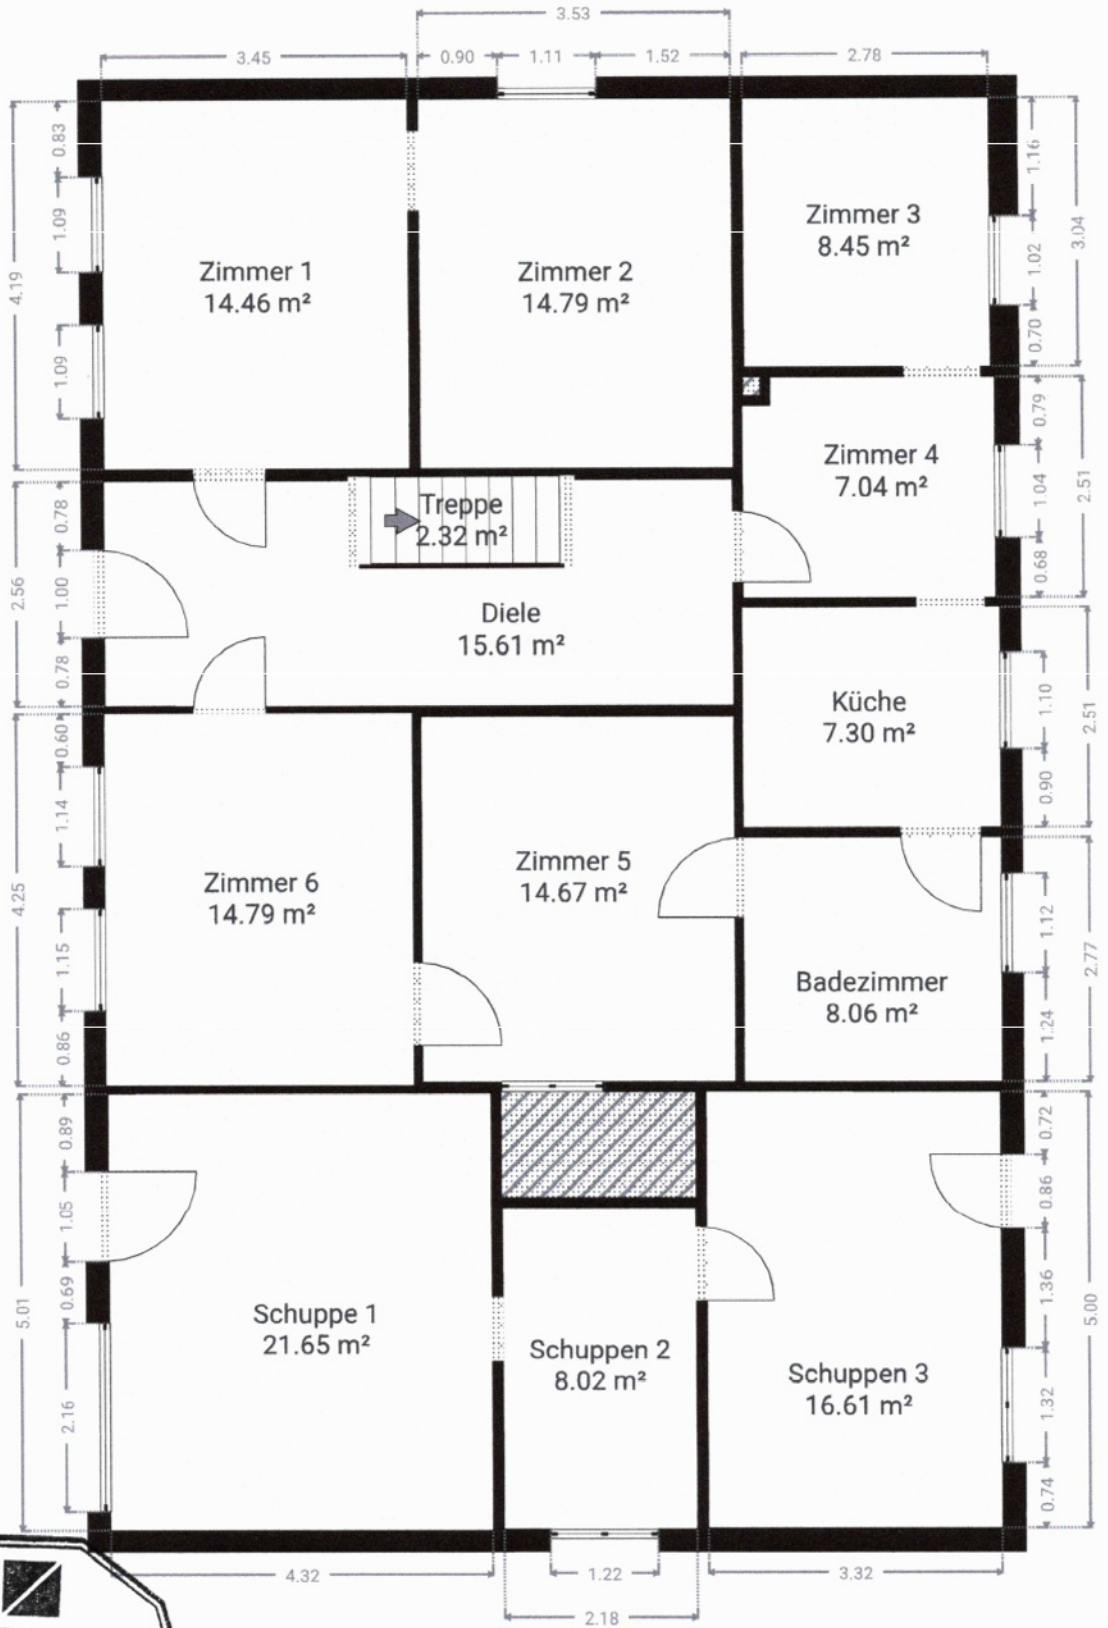 3.53
3.45
0.90
1.11
1.52
2.78
0.83
1.09
1.09
4.19
1.16
1.02
0.70
3.04
Zimmer 1
14.46 m²
Zimmer 2
14.79 m²
Zimmer 3
8.45 m²
Zimmer 4
7.04 m²
0.79
1.04
0.68
2.51
Treppe
2.32 m²
0.78
1.00
0.78
2.56
Diele
15.61 m²
Küche
7.30 m²
1.10
0.90
2.51
0.60
1.14
1.15
0.86
4.25
Zimmer 6
14.79 m²
Zimmer 5
14.67 m²
Badezimmer
8.06 m²
1.12
1.24
2.77
0.89
1.05
0.69
2.16
5.01
Schuppe 1
21.65 m²
Schuppen 2
8.02 m²
Schuppen 3
16.61 m²
0.72
0.86
1.36
1.32
0.74
5.00
4.32
1.22
3.32
2.18